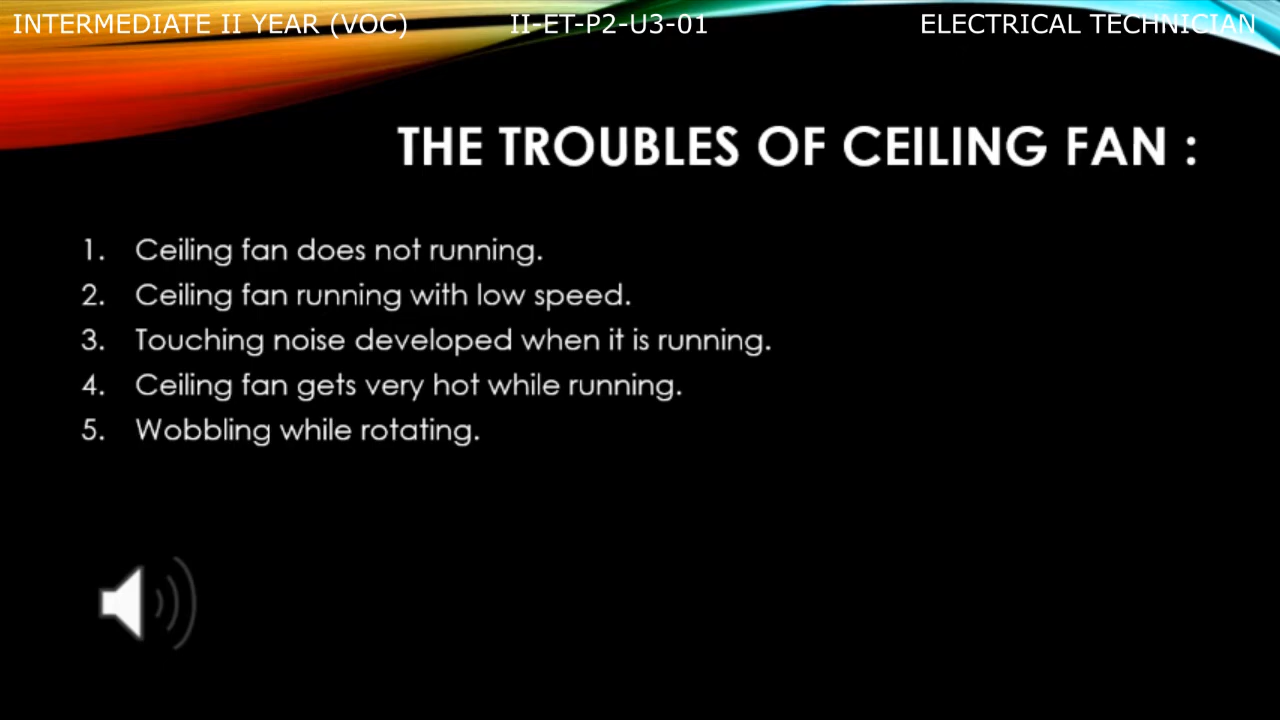 INTERMEDIATE II YEAR (VOC) II-ET-P2-U3-01 ELECTRICAL TECHNICIAN
THE TROUBLES OF CEILING FAN :
1. Ceiling fan does not running.
2. Ceiling fan running with low speed.
3. Touching noise developed when it is running.
4. Ceiling fan gets very hot while running.
5. Wobbling while rotating.